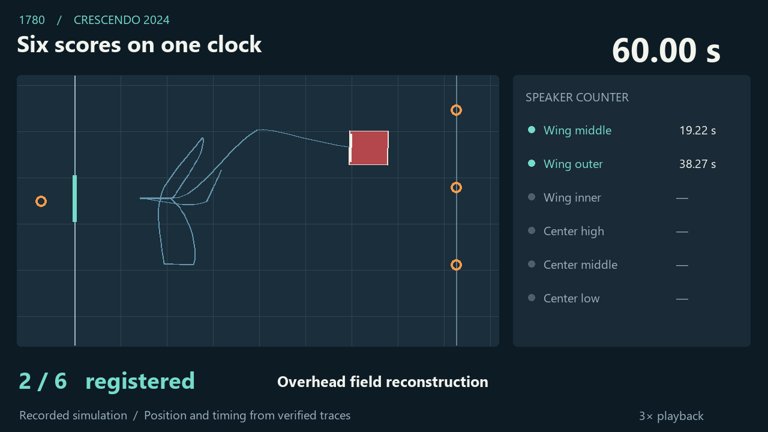 1780 / CRESCENDO 2024
Six scores on one clock
60.00 s
SPEAKER COUNTER
Wing middle 19.22 s
Wing outer 38.27 s
Wing inner —
Center high —
Center middle —
Center low —
2 / 6 registered
Overhead field reconstruction
Recorded simulation / Position and timing from verified traces
3× playback